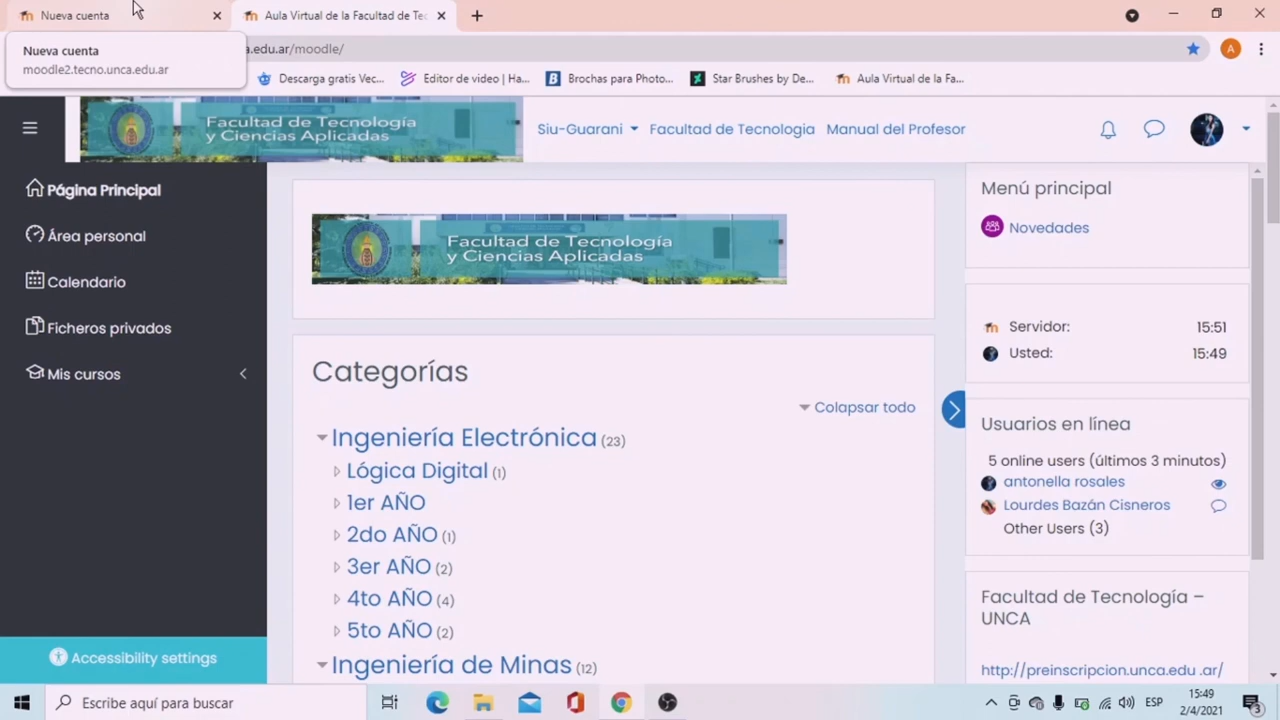 Nueva cuenta
Aula Virtual de la Facultad de Tec
Nueva cuenta
moodle2.tecno.unca.edu.ar
a.edu.ar/moodle/
A
Descarga gratis Vec...
Editor de video | Ha...
B
Brochas para Photo...
Star Brushes by De...
Aula Virtual de la Fa...
Facultad de Tecnología
y Ciencias Aplicadas
Siu-Guarani
Facultad de Tecnologia
Manual del Profesor
Página Principal
Área personal
Calendario
Ficheros privados
Mis cursos
Accessibility settings
Facultad de Tecnología
y Ciencias Aplicadas
Categorías
Colapsar todo
Ingeniería Electrónica (23)
Lógica Digital (1)
1er AÑO
2do AÑO (1)
3er AÑO (2)
4to AÑO (4)
5to AÑO (2)
Ingeniería de Minas (12)
Menú principal
Novedades
Servidor: 15:51
Usted: 15:49
Usuarios en línea
5 online users (últimos 3 minutos)
antonella rosales
Lourdes Bazán Cisneros
Other Users (3)
Facultad de Tecnología –
UNCA
http://preinscripcion.unca.edu .ar/
Escribe aquí para buscar
ESP
15:49
2/4/2021
3